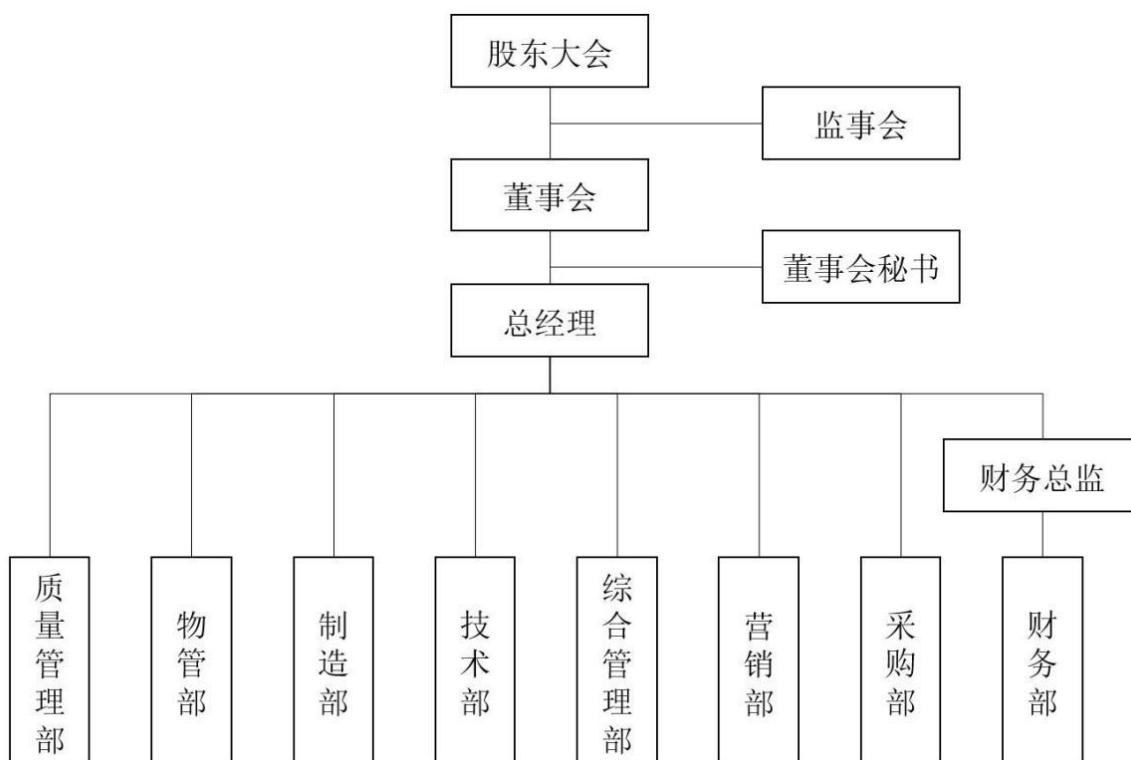 股东大会
监事会
董事会
董事会秘书
总经理
财务总监
质量管理部
物管部
制造部
技术部
综合管理部
营销部
采购部
财务部